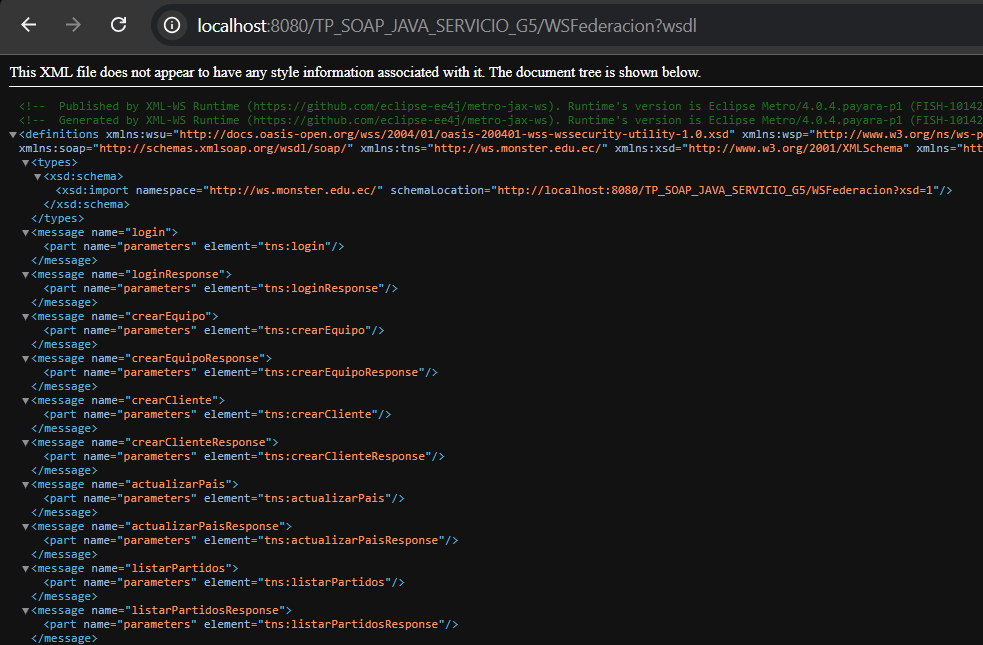 localhost:8080/TP_SOAP_JAVA_SERVICIO_G5/WSFederacion?wsdl
This XML file does not appear to have any style information associated with it. The document tree is shown below.
<!-- Published by XML-WS Runtime (https://github.com/eclipse-ee4j/metro-jax-ws). Runtime's version is Eclipse Metro/4.0.4.payara-p1 (FISH-10142
<!-- Generated by XML-WS Runtime (https://github.com/eclipse-ee4j/metro-jax-ws). Runtime's version is Eclipse Metro/4.0.4.payara-p1 (FISH-10142
▼<definitions xmlns:wsu="http://docs.oasis-open.org/wss/2004/01/oasis-200401-wss-wssecurity-utility-1.0.xsd" xmlns:wsp="http://www.w3.org/ns/ws-p
xmlns:soap="http://schemas.xmlsoap.org/wsdl/soap/" xmlns:tns="http://ws.monster.edu.ec/" xmlns:xsd="http://www.w3.org/2001/XMLSchema" xmlns="htt
▼<types>
▼<xsd:schema>
<xsd:import namespace="http://ws.monster.edu.ec/" schemaLocation="http://localhost:8080/TP_SOAP_JAVA_SERVICIO_G5/WSFederacion?xsd=1"/>
</xsd:schema>
</types>
▼<message name="login">
<part name="parameters" element="tns:login"/>
</message>
▼<message name="loginResponse">
<part name="parameters" element="tns:loginResponse"/>
</message>
▼<message name="crearEquipo">
<part name="parameters" element="tns:crearEquipo"/>
</message>
▼<message name="crearEquipoResponse">
<part name="parameters" element="tns:crearEquipoResponse"/>
</message>
▼<message name="crearCliente">
<part name="parameters" element="tns:crearCliente"/>
</message>
▼<message name="crearClienteResponse">
<part name="parameters" element="tns:crearClienteResponse"/>
</message>
▼<message name="actualizarPais">
<part name="parameters" element="tns:actualizarPais"/>
</message>
▼<message name="actualizarPaisResponse">
<part name="parameters" element="tns:actualizarPaisResponse"/>
</message>
▼<message name="listarPartidos">
<part name="parameters" element="tns:listarPartidos"/>
</message>
▼<message name="listarPartidosResponse">
<part name="parameters" element="tns:listarPartidosResponse"/>
</message>